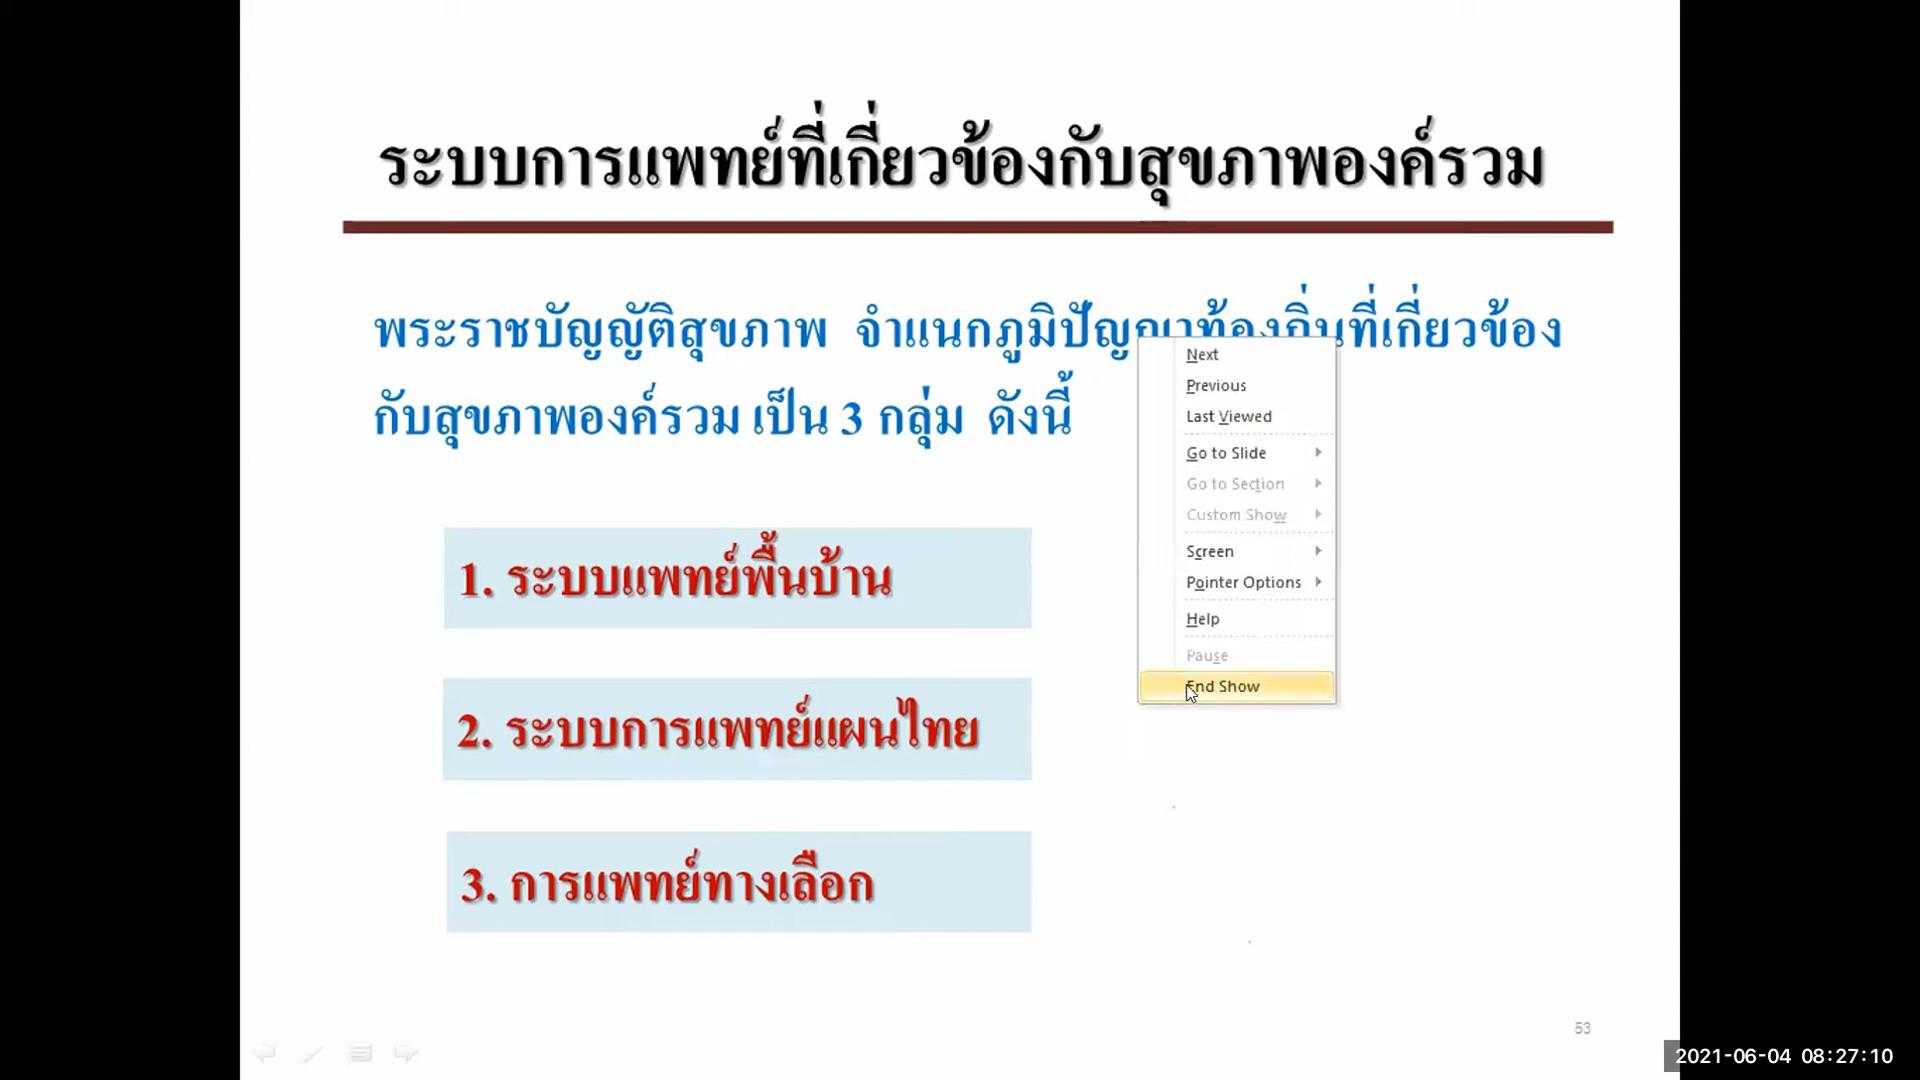 ระบบการแพทย์ที่เกี่ยวข้องกับสุขภาพองค์รวม
พระราชบัญญัติสุขภาพ จำแนกภูมิปัญญาท้องถิ่นที่เกี่ยวข้อง
กับสุขภาพองค์รวม เป็น 3 กลุ่ม ดังนี้
1. ระบบแพทย์พื้นบ้าน
2. ระบบการแพทย์แผนไทย
3. การแพทย์ทางเลือก
Next
Previous
Last Viewed
Go to Slide
Go to Section
Custom Show
Screen
Pointer Options
Help
Pause
End Show
53
2021-06-04 08:27:10